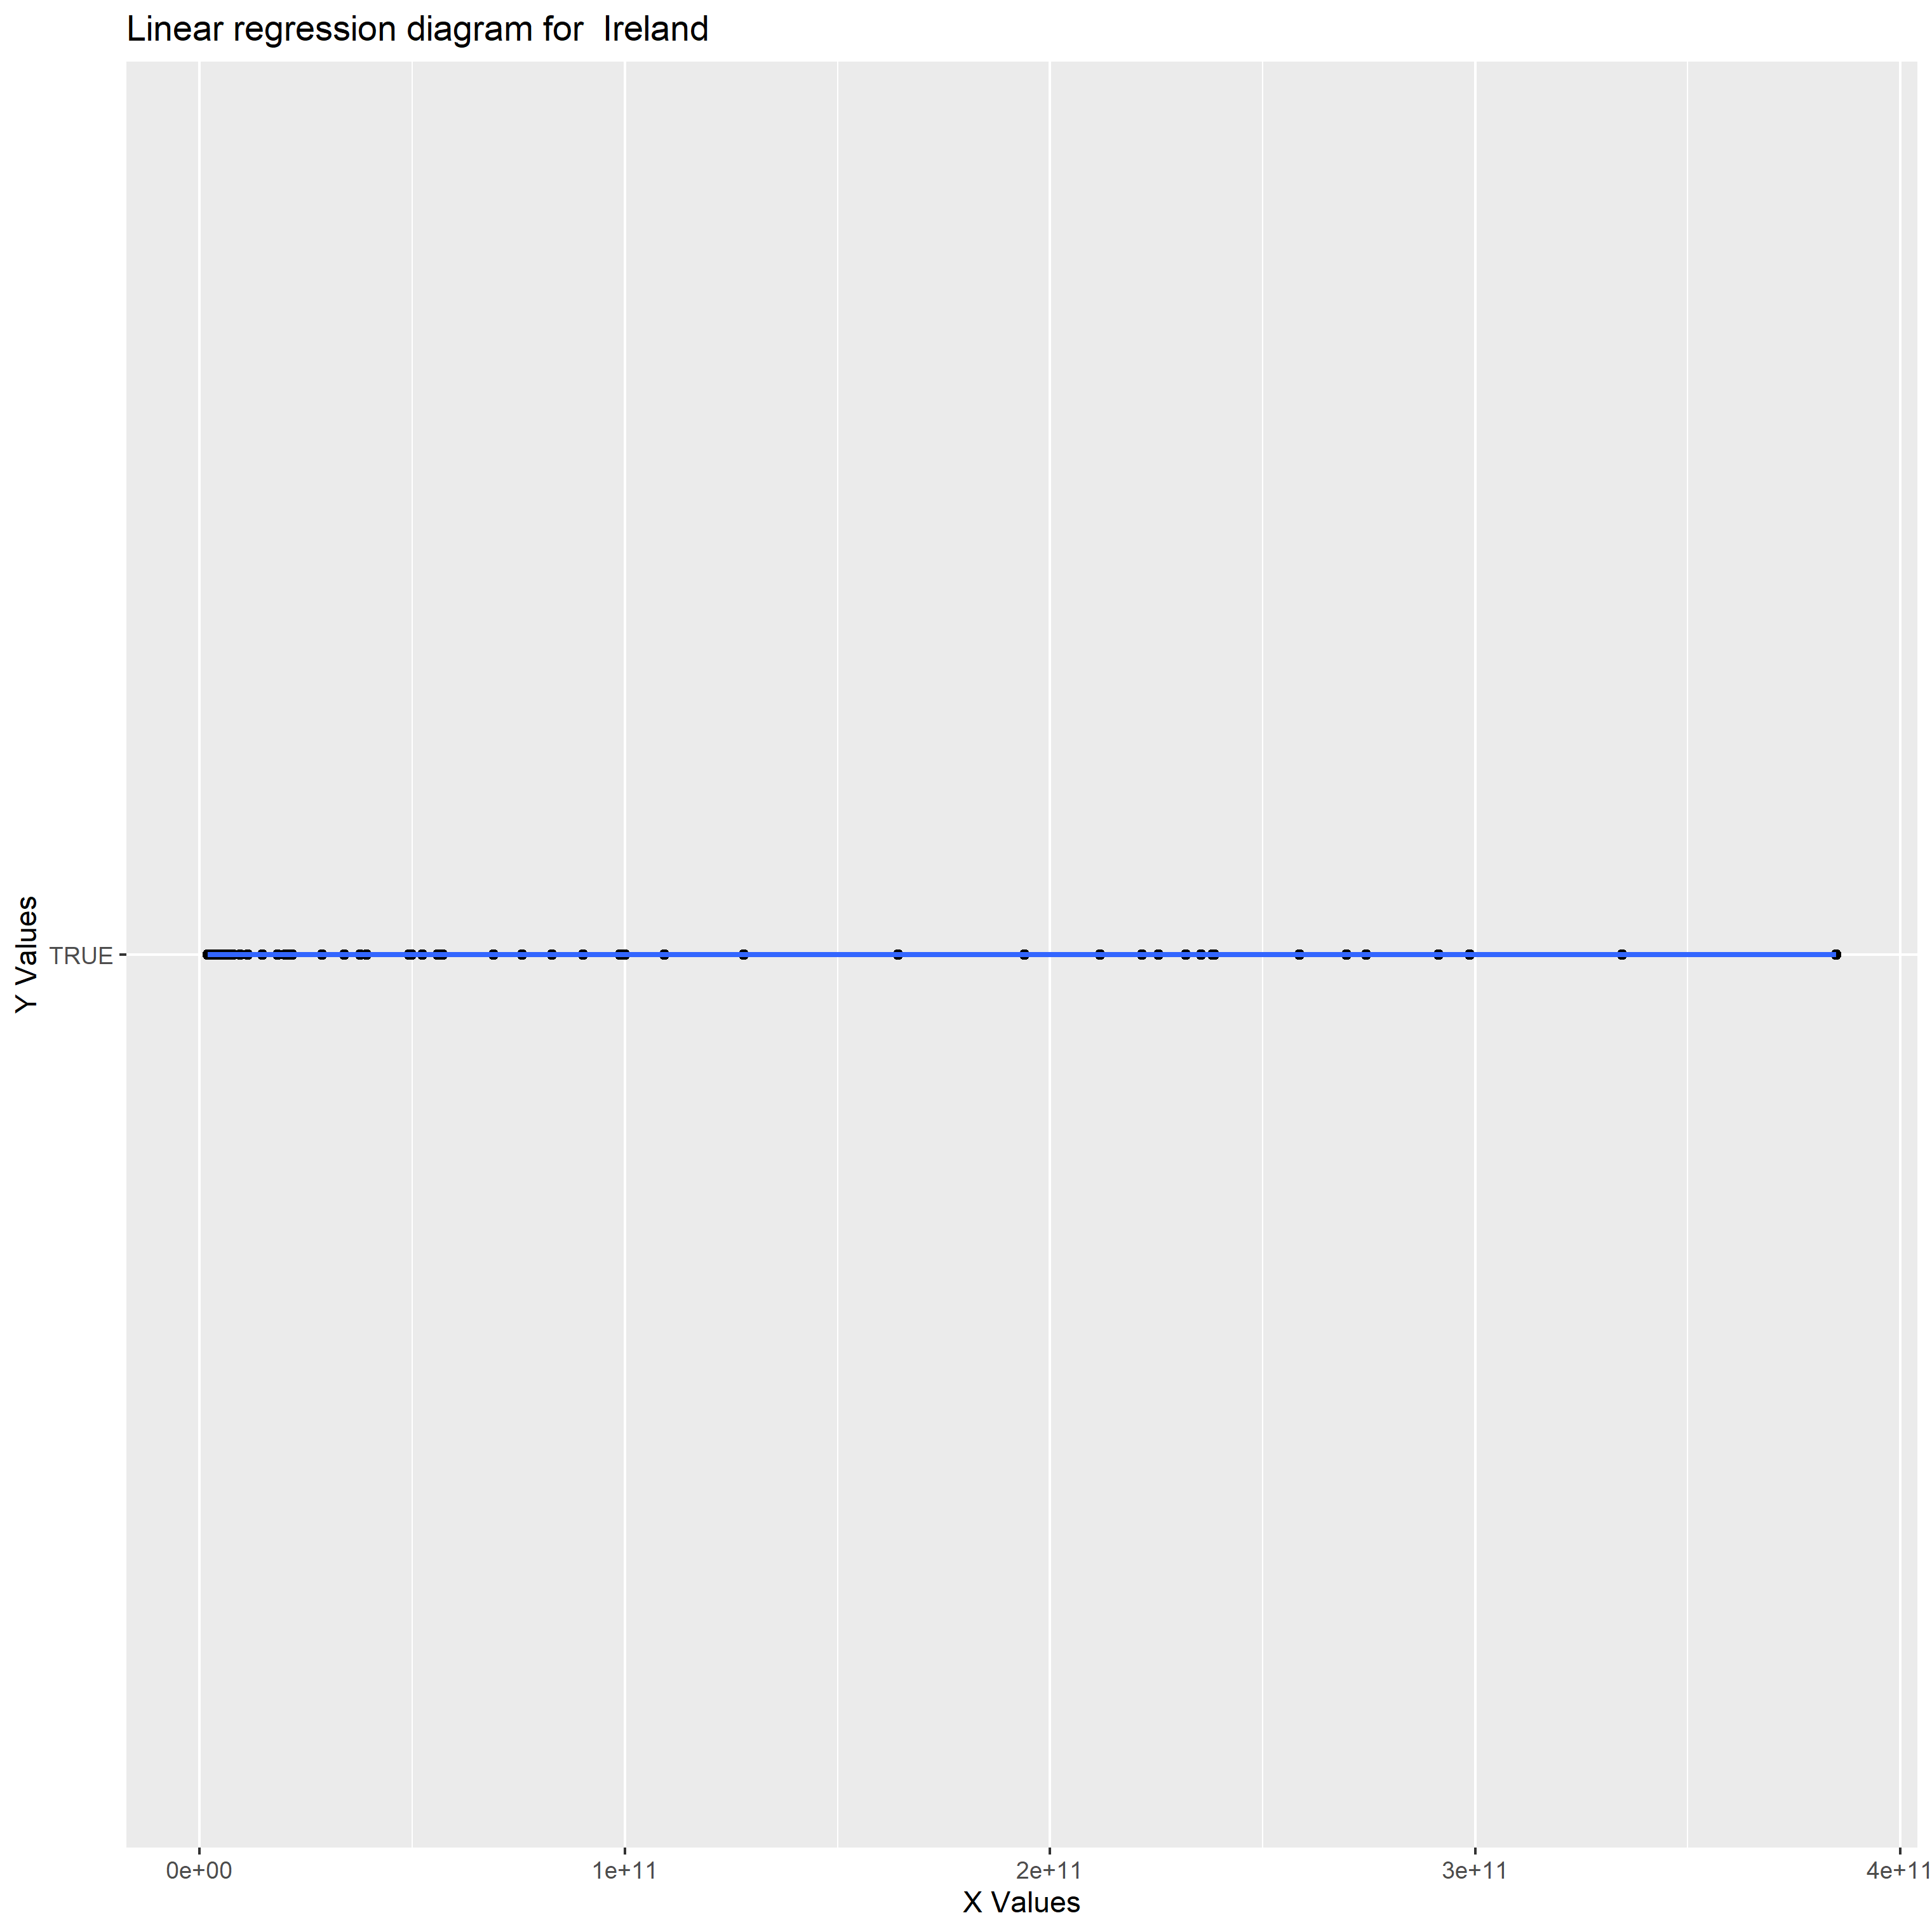 Linear regression diagram for  Ireland
Y Values
TRUE
0e+00
1e+11
2e+11
3e+11
4e+11
X Values